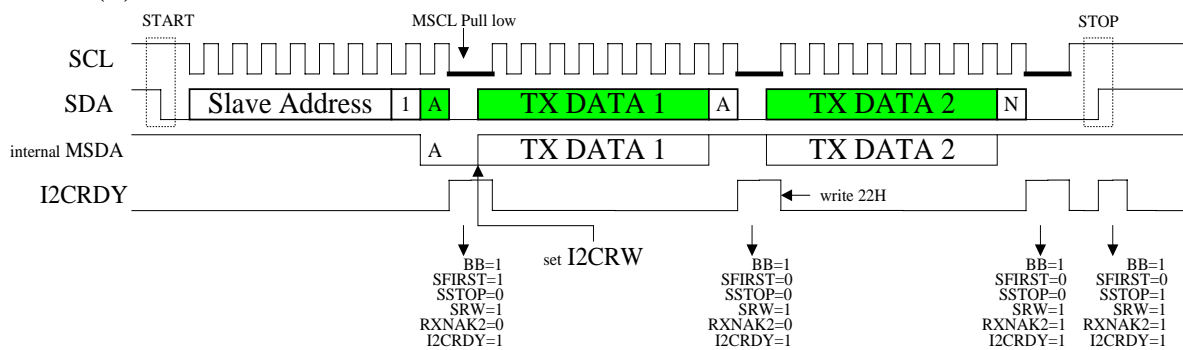 START
MSCL Pull low
STOP
SCL
SDA
Slave Address
1
A
TX DATA 1
A
TX DATA 2
N
internal MSDA
A
TX DATA 1
TX DATA 2
I2CRDY
write 22H
set I2CRW
BB=1
SFIRST=1
SSTOP=0
SRW=1
RXNAK2=0
I2CRDY=1
BB=1
SFIRST=0
SSTOP=0
SRW=1
RXNAK2=0
I2CRDY=1
BB=1
SFIRST=0
SSTOP=0
SRW=1
RXNAK2=1
I2CRDY=1
BB=1
SFIRST=0
SSTOP=1
SRW=1
RXNAK2=1
I2CRDY=1